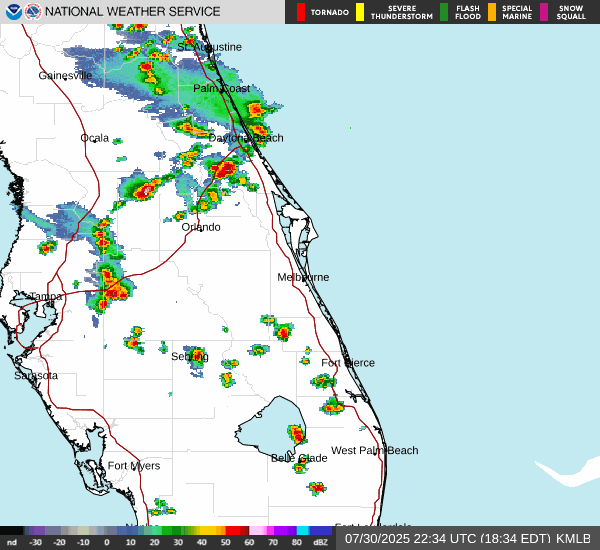 NATIONAL WEATHER SERVICE
TORNADO
SEVERE
THUNDERSTORM
FLASH
FLOOD
SPECIAL
MARINE
SNOW
SQUALL
St. Augustine
Gainesville
Palm Coast
Ocala
Daytona Beach
Orlando
Melbourne
Tampa
Sebring
Fort Pierce
Sarasota
West Palm Beach
Belle Glade
Fort Myers
nd -30 -20 -10 0 10 20 30 40 50 60 70 80 dBZ
07/30/2025 22:34 UTC (18:34 EDT) KMLB